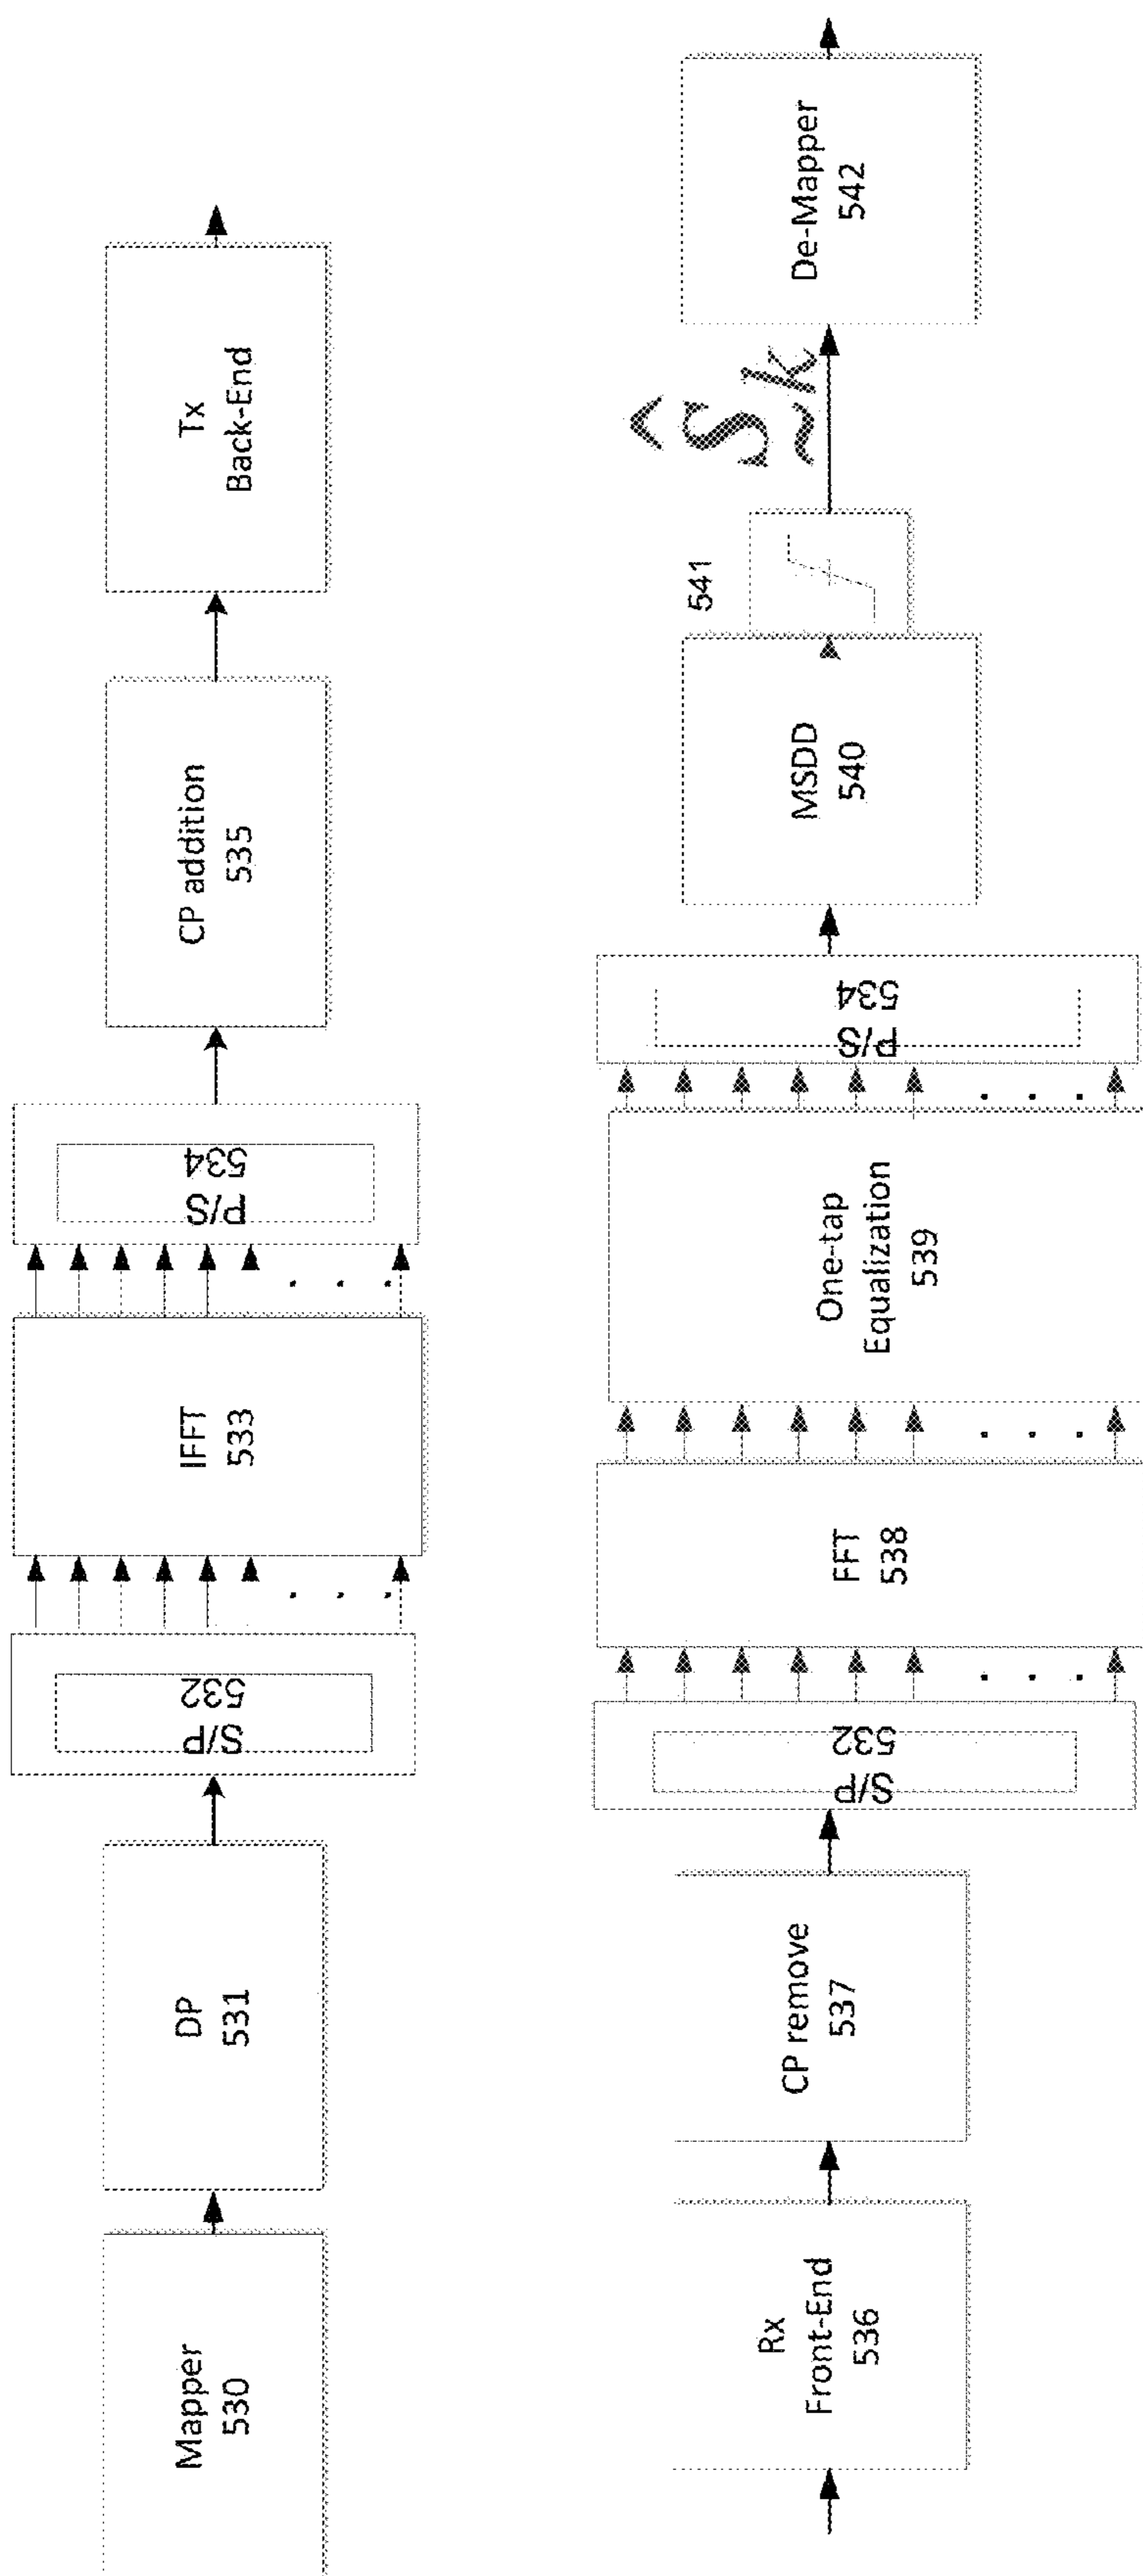 Mapper
530
DP
531
S/P
532
IFFT
533
P/S
534
CP addition
535
Tx
Back-End
Rx
Front-End
536
CP remove
537
S/P
532
FFT
538
One-tap
Equalization
539
P/S
534
MSDD
540
541
Ŝ̰k
De-Mapper
542